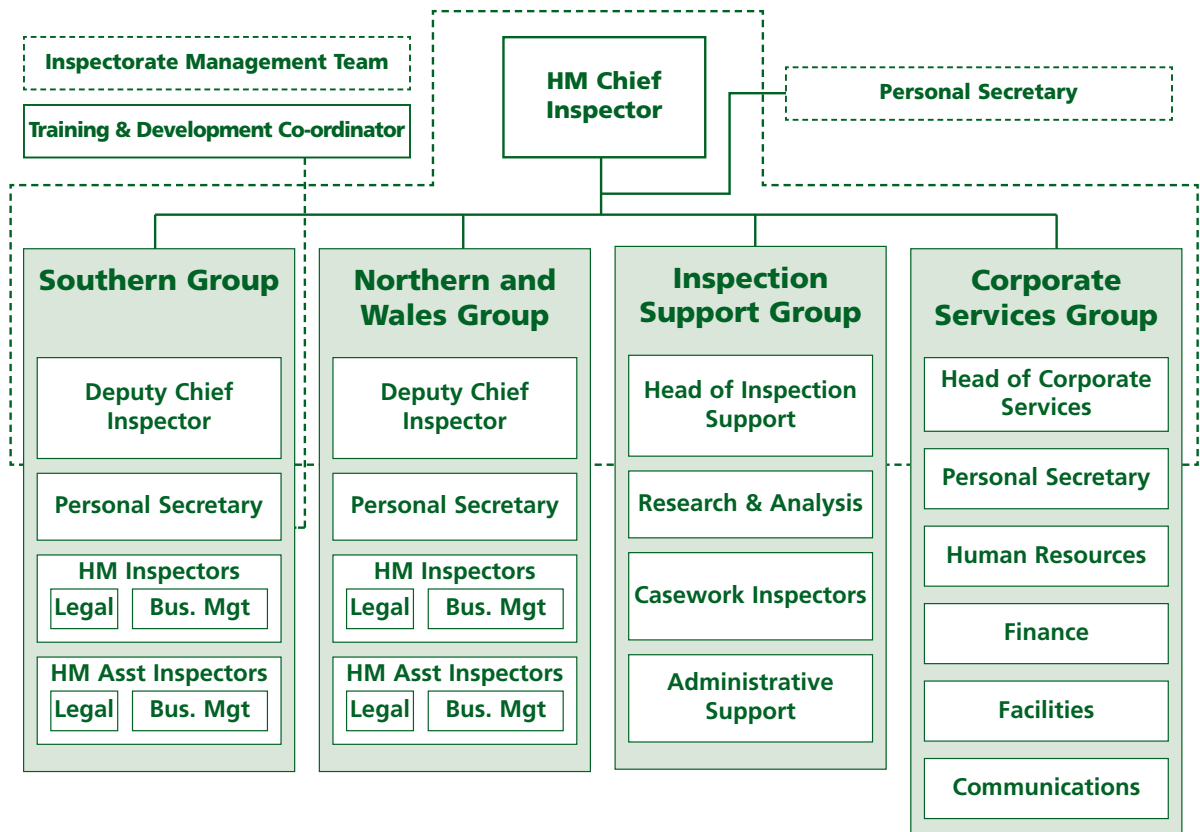 Inspectorate Management Team
Training & Development Co-ordinator
HM Chief
Inspector
Personal Secretary
Southern Group
Deputy Chief
Inspector
Personal Secretary
HM Inspectors
Legal
Bus. Mgt
HM Asst Inspectors
Legal
Bus. Mgt
Northern and
Wales Group
Deputy Chief
Inspector
Personal Secretary
HM Inspectors
Legal
Bus. Mgt
HM Asst Inspectors
Legal
Bus. Mgt
Inspection
Support Group
Head of Inspection
Support
Research & Analysis
Casework Inspectors
Administrative
Support
Corporate
Services Group
Head of Corporate
Services
Personal Secretary
Human Resources
Finance
Facilities
Communications